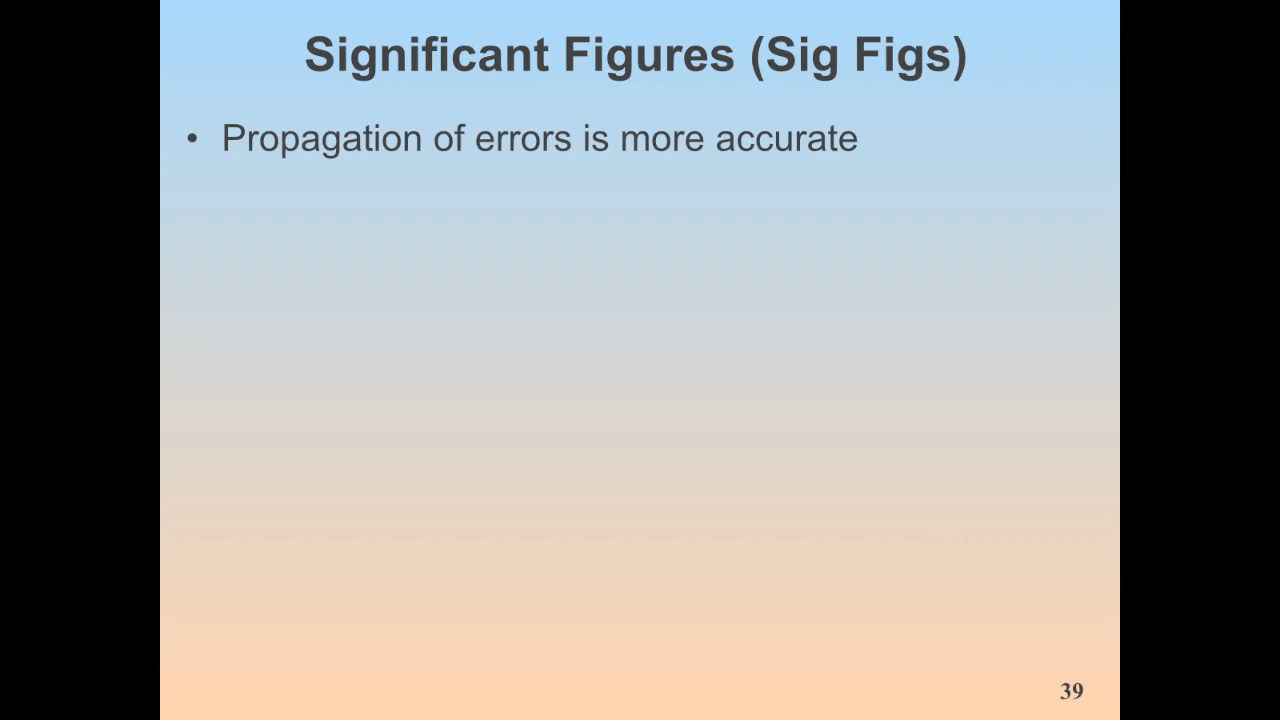 Significant Figures (Sig Figs)
• Propagation of errors is more accurate
39